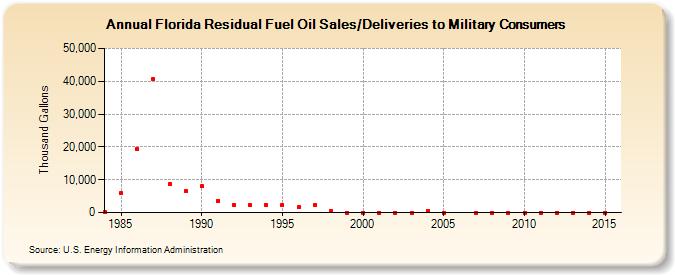 Annual Florida Residual Fuel Oil Sales/Deliveries to Military Consumers
Thousand Gallons
50,000
40,000
30,000
20,000
10,000
0
1985 1990 1995 2000 2005 2010 2015
Source: U.S. Energy Information Administration